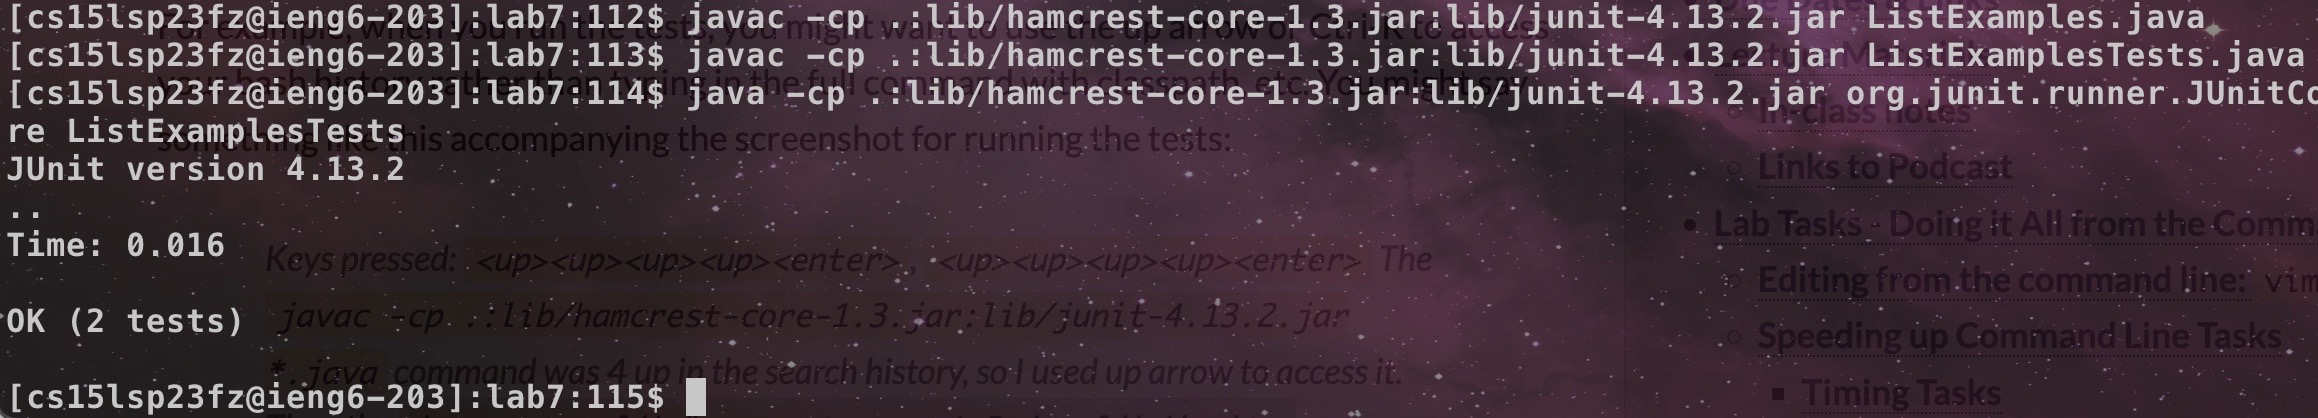 [cs15lsp23fz@ieng6-203]:lab7:112$ javac -cp .:lib/hamcrest-core-1.3.jar:lib/junit-4.13.2.jar ListExamples.java
[cs15lsp23fz@ieng6-203]:lab7:113$ javac -cp .:lib/hamcrest-core-1.3.jar:lib/junit-4.13.2.jar ListExamplesTests.java
[cs15lsp23fz@ieng6-203]:lab7:114$ java -cp .:lib/hamcrest-core-1.3.jar:lib/junit-4.13.2.jar org.junit.runner.JUnitCo
re ListExamplesTests
JUnit version 4.13.2
..
Time: 0.016
OK (2 tests)
[cs15lsp23fz@ieng6-203]:lab7:115$
For example, when you run the tests, you might want to use the up arrow or Ctrl-R to access
your bash history rather than typing in the full command with classpath, etc. You might say
something like this accompanying the screenshot for running the tests:
Keys pressed: <up><up><up><up><enter>, <up><up><up><up><enter> The
javac -cp .:lib/hamcrest-core-1.3.jar:lib/junit-4.13.2.jar
*.java command was 4 up in the search history, so I used up arrow to access it.
In-class notes
Links to Podcast
Lab Tasks - Doing it All from the Comm
Editing from the command line: vim
Speeding up Command Line Tasks
Timing Tasks